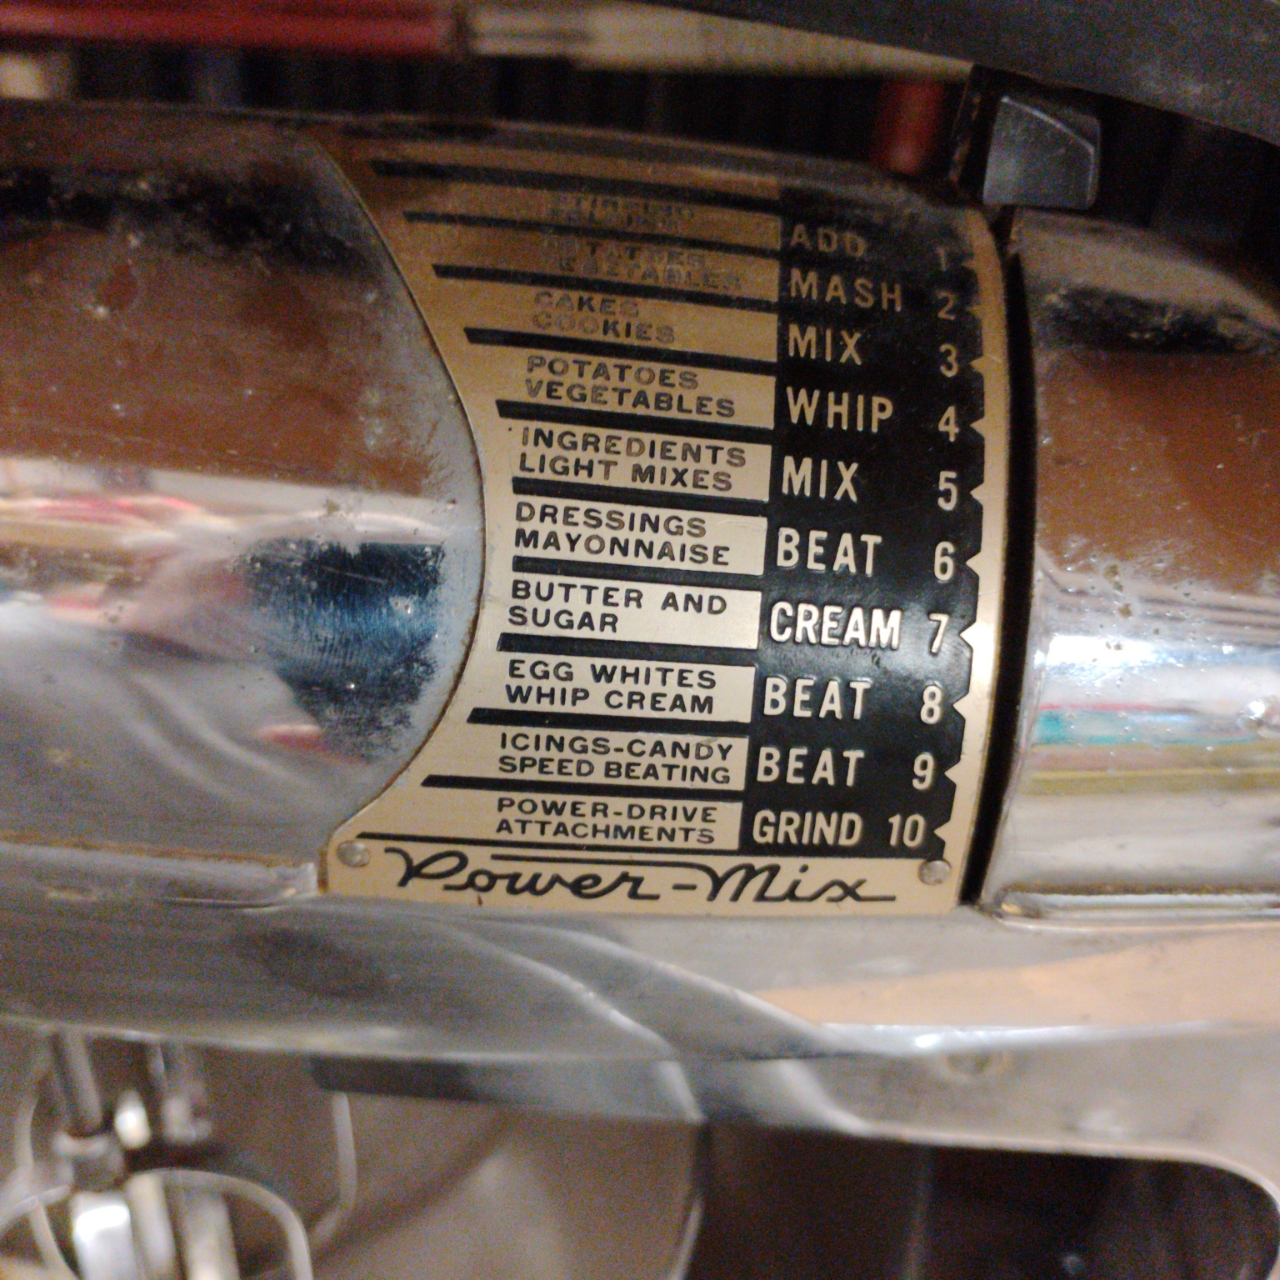 ADD 1
POTATOES
VEGETABLES
MASH 2
CAKES
COOKIES
MIX 3
POTATOES
VEGETABLES
WHIP 4
INGREDIENTS
LIGHT MIXES
MIX 5
DRESSINGS
MAYONNAISE
BEAT 6
BUTTER AND
SUGAR
CREAM 7
EGG WHITES
WHIP CREAM
BEAT 8
ICINGS-CANDY
SPEED BEATING
BEAT 9
POWER-DRIVE
ATTACHMENTS
GRIND 10
Power-Mix